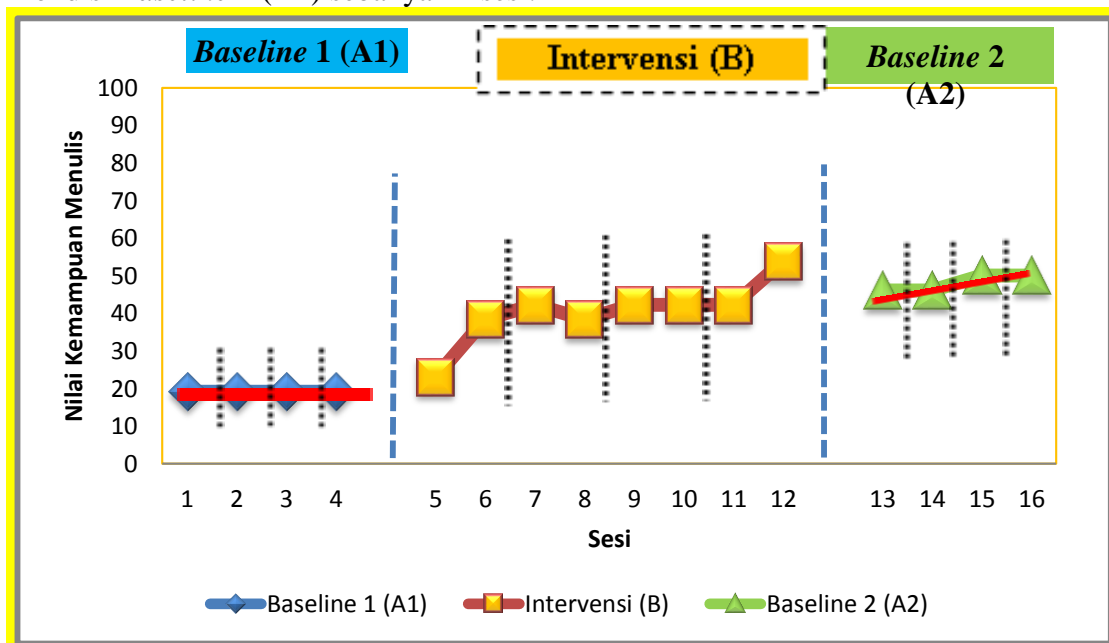 Baseline 1 (A1)
Intervensi (B)
Baseline 2
(A2)
Nilai Kemampuan Menulis
100
90
80
70
60
50
40
30
20
10
0
1 2 3 4 5 6 7 8 9 10 11 12 13 14 15 16
Sesi
Baseline 1 (A1) Intervensi (B) Baseline 2 (A2)